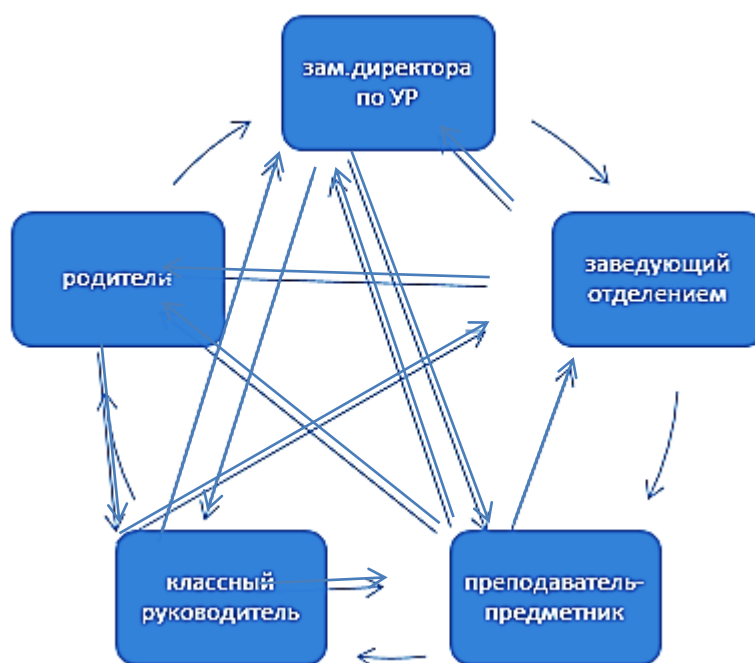 зам.директора
по УР
родители
заведующий
отделением
классный
руководитель
преподаватель-
предметник